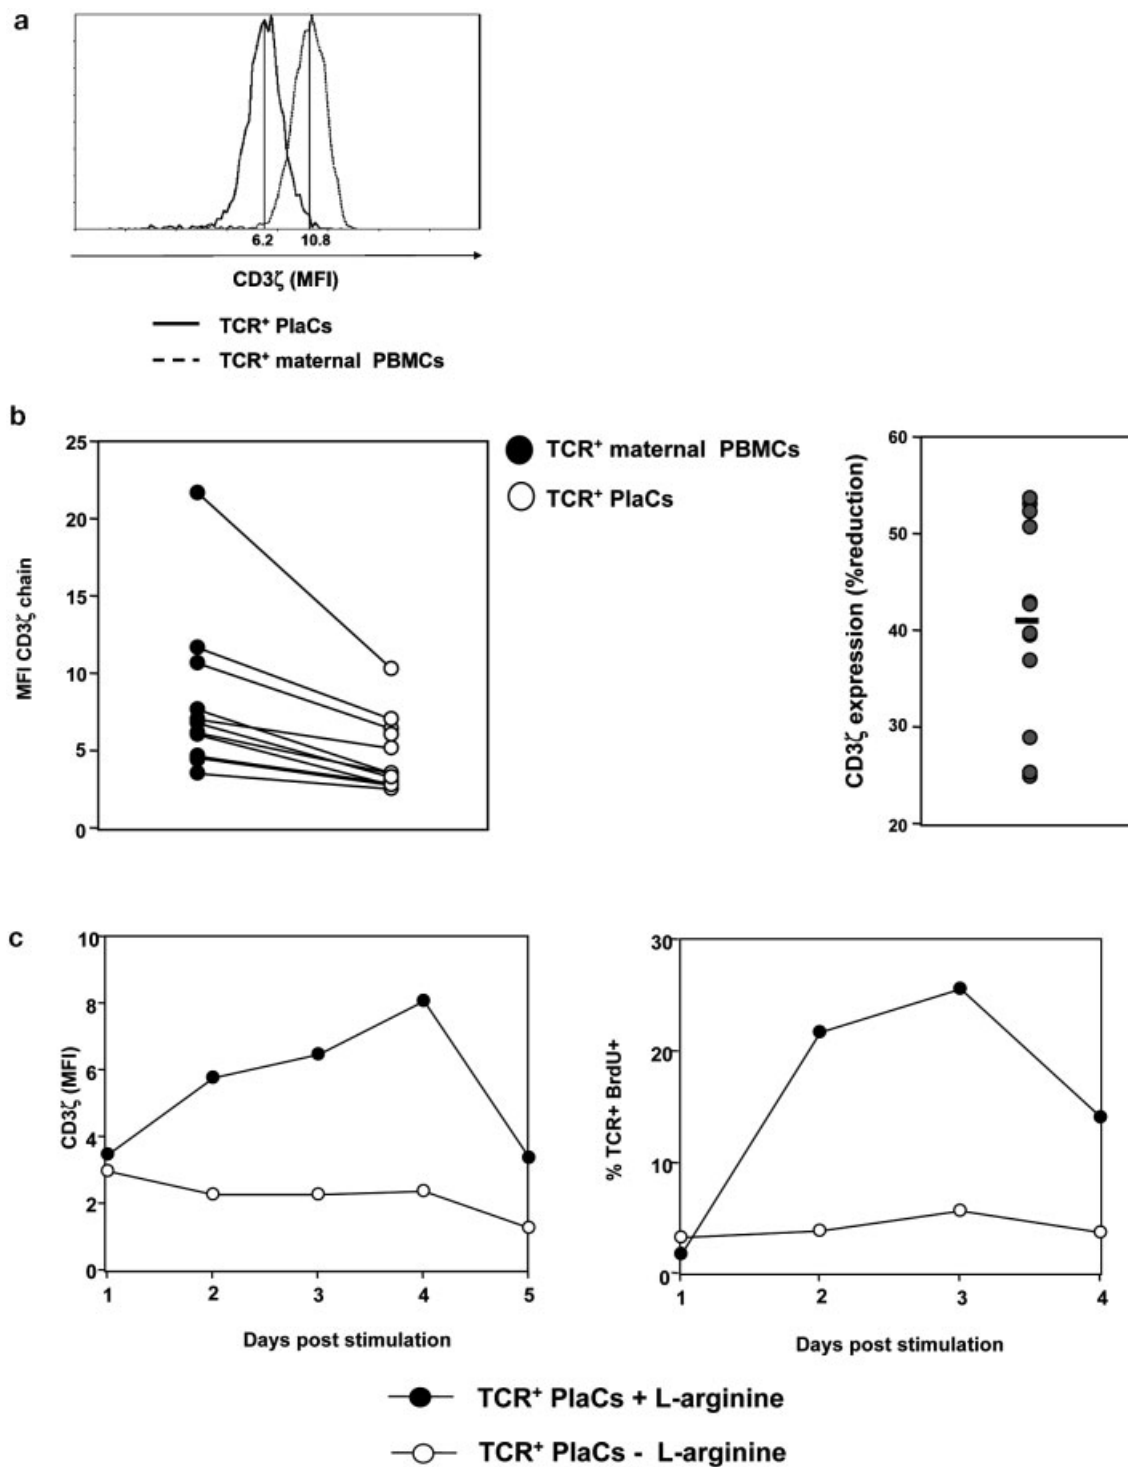 a
6.2 10.8
CD3ζ (MFI)
TCR⁺ PlaCs
TCR⁺ maternal PBMCs
b
25
20
15
10
5
0
MFI CD3ζ chain
TCR⁺ maternal PBMCs
TCR⁺ PlaCs
60
50
40
30
20
CD3ζ expression (%reduction)
c
10
8
6
4
2
0
CD3ζ (MFI)
1 2 3 4 5
Days post stimulation
30
20
10
0
% TCR+ BrdU+
1 2 3 4
Days post stimulation
TCR⁺ PlaCs + L-arginine
TCR⁺ PlaCs - L-arginine